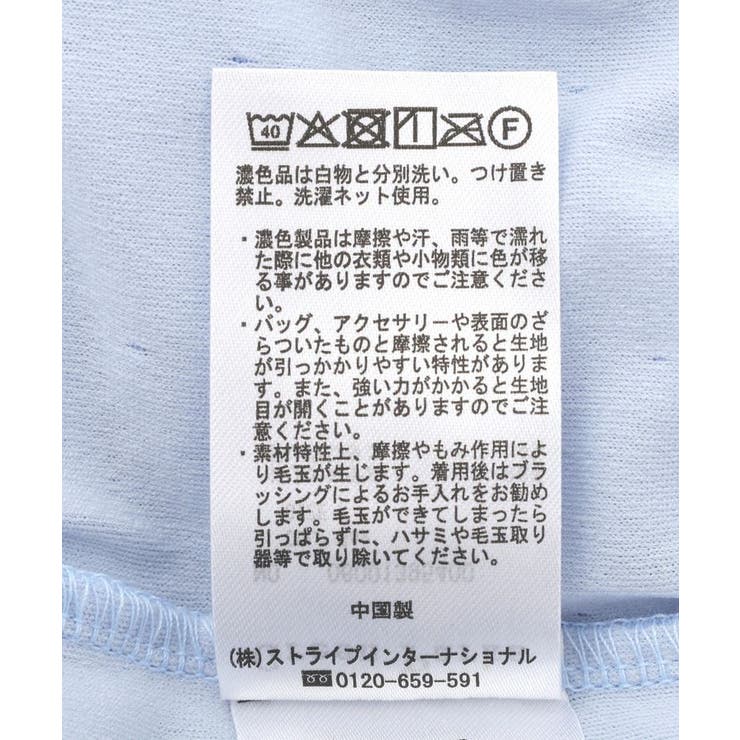 40 F
濃色品は白物と分別洗い。つけ置き
禁止。洗濯ネット使用。
・濃色製品は摩擦や汗、雨等で濡れ
た際に他の衣類や小物類に色が移
る事がありますのでご注意くださ
い。
・バッグ、アクセサリーや表面のざ
らついたものと摩擦されると生地
が引っかかりやすい特性がありま
す。また、強い力がかかると生地
目が開くことがありますのでご注
意ください。
・素材特性上、摩擦やもみ作用によ
り毛玉が生じます。着用後はブラ
ッシングによるお手入れをお勧め
します。毛玉ができてしまったら
引っぱらずに、ハサミや毛玉取り
器等で取り除いてください。
中国製
(株)ストライプインターナショナル
0120-659-591